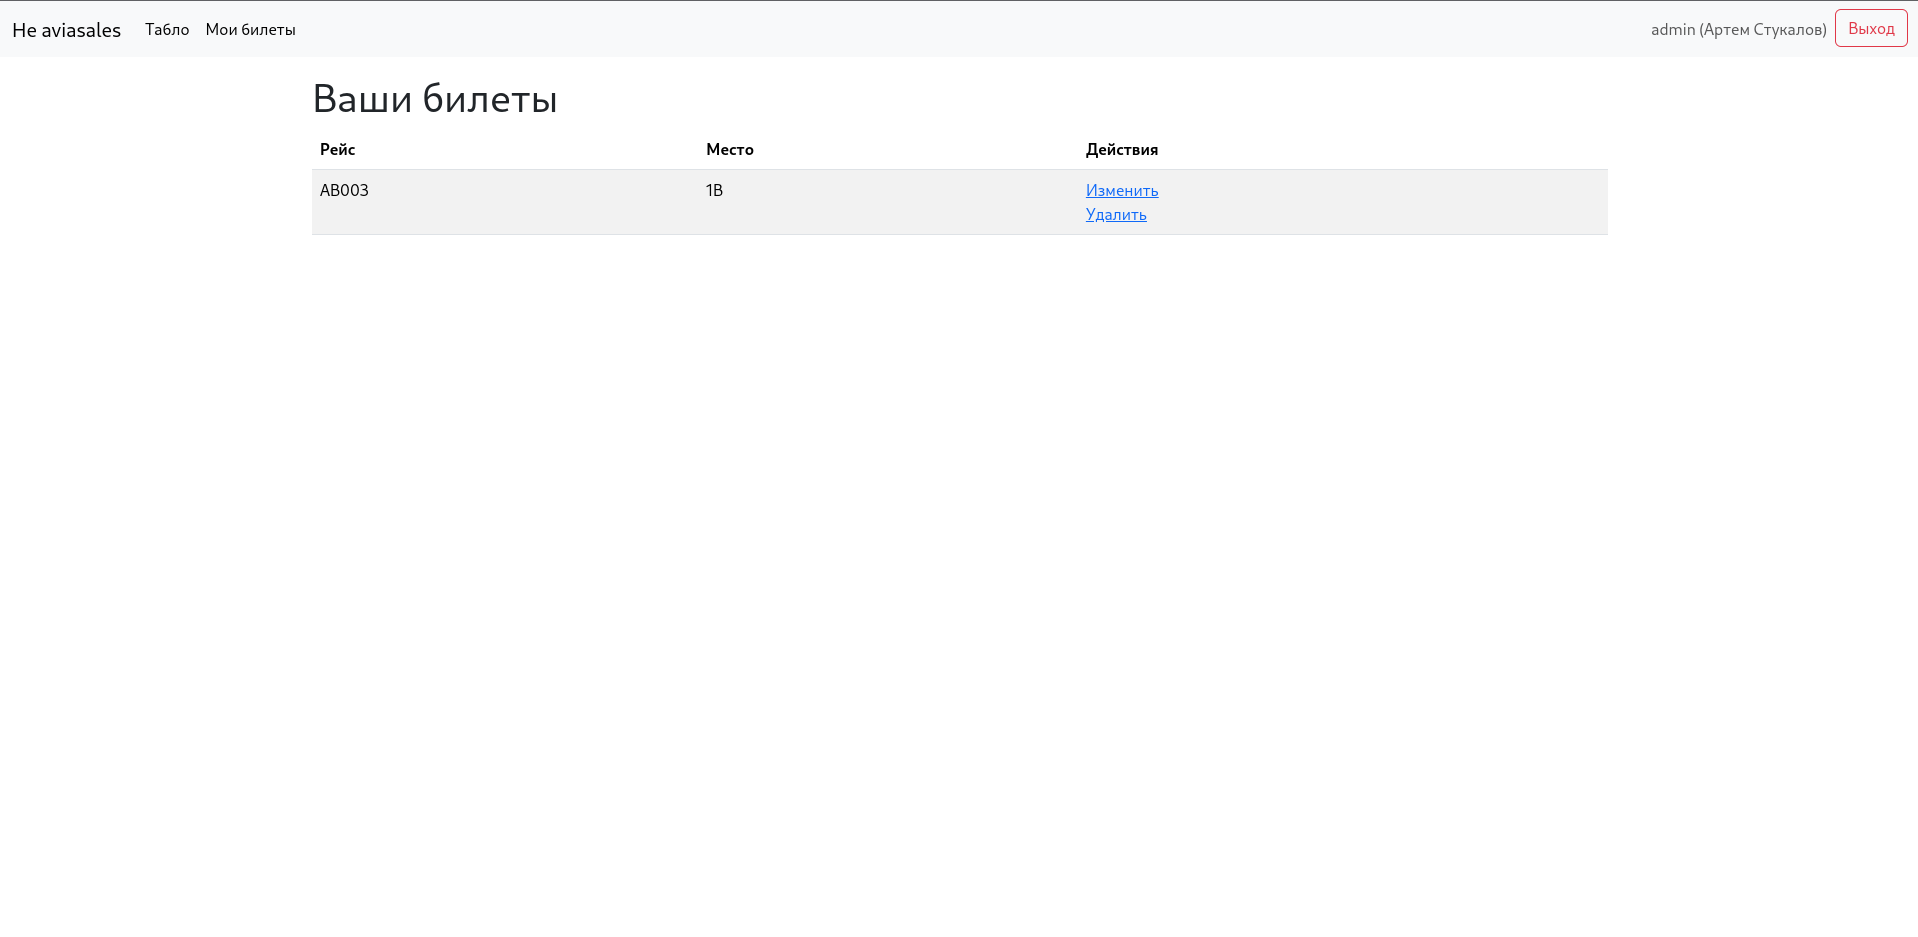 Не aviasales Табло Мои билеты admin (Артем Стукалов) Выход
Ваши билеты
Рейс Место Действия
AB003 1B Изменить
Удалить